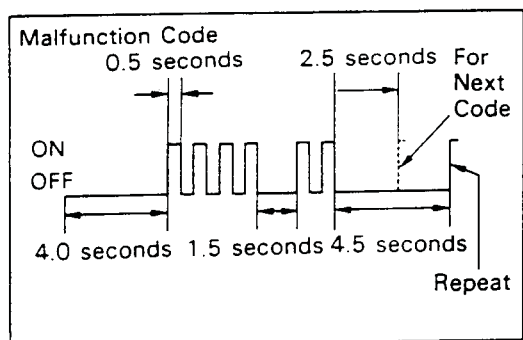 Malfunction Code
0.5 seconds
2.5 seconds
For
Next
Code
ON
OFF
4.0 seconds
1.5 seconds
4.5 seconds
Repeat